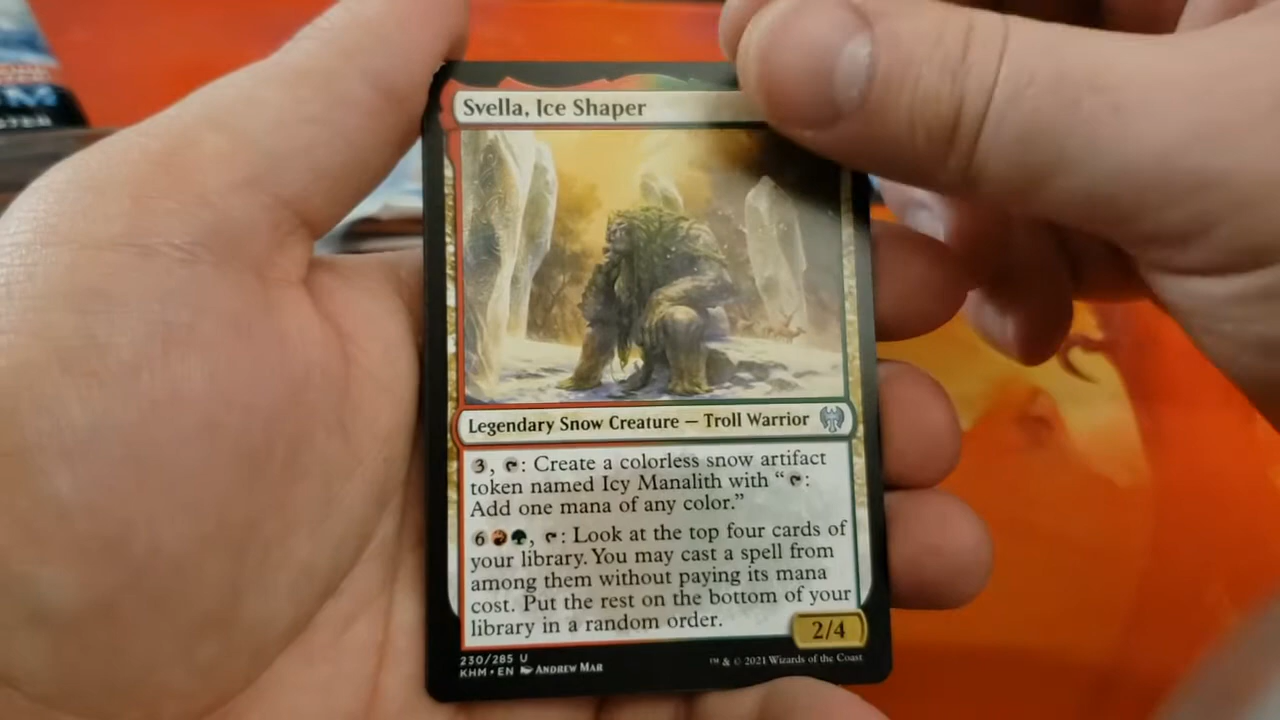 Svella, Ice Shaper
Legendary Snow Creature — Troll Warrior
3, : Create a colorless snow artifact
token named Icy Manalith with “ :
Add one mana of any color.”
6 , : Look at the top four cards of
your library. You may cast a spell from
among them without paying its mana
cost. Put the rest on the bottom of your
library in a random order.
2/4
230/285 U
KHM • EN Andrew Mar
™ & © 2021 Wizards of the Coast